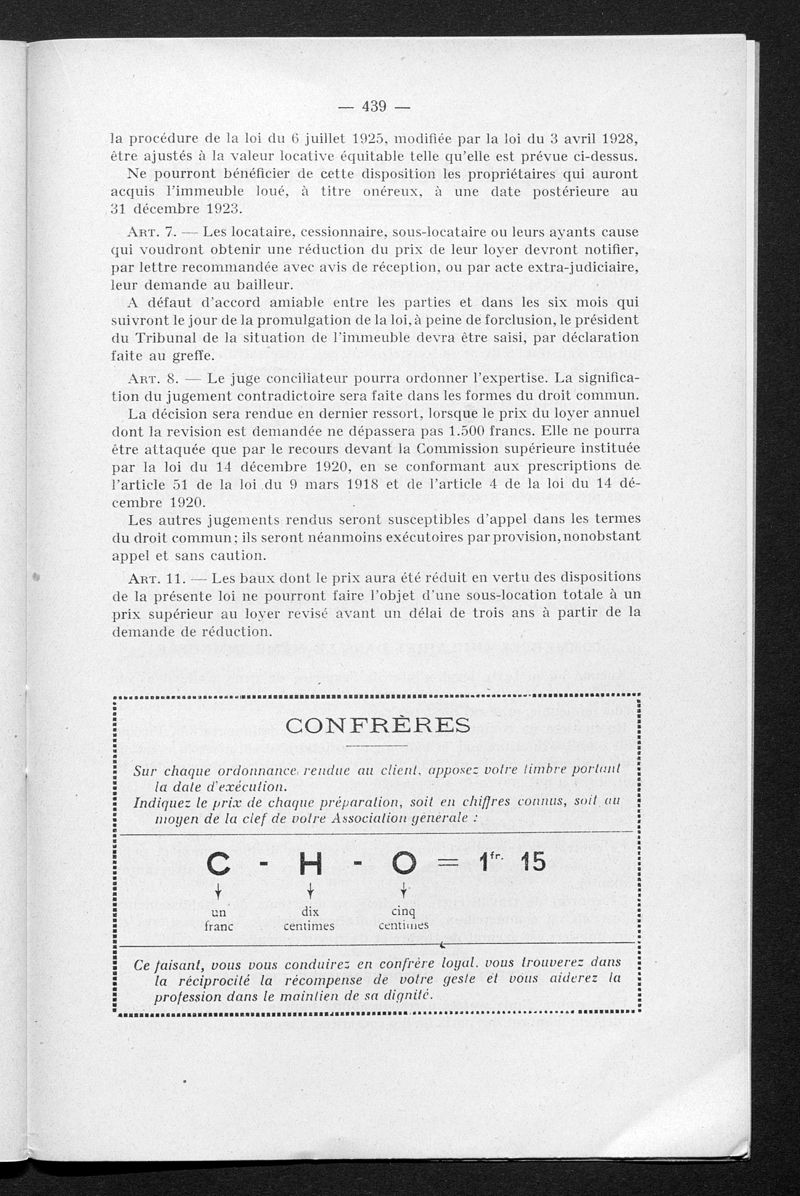 — 439 —
la procédure de la loi du 6 juillet 1925, modifiée par la loi du 3 avril 1928,
être ajustés à la valeur locative équitable telle qu'elle est prévue ci-dessus.
Ne pourront bénéficier de cette disposition les propriétaires qui auront
acquis l'immeuble loué, à titre onéreux, à une date postérieure au
31 décembre 1923.
ART. 7. — Les locataire, cessionnaire, sous-locataire ou leurs ayants cause
qui voudront obtenir une réduction du prix de leur loyer devront notifier,
par lettre recommandée avec avis de réception, ou par acte extra-judiciaire,
leur demande au bailleur.
A défaut d'accord amiable entre les parties et dans les six mois qui
suivront le jour de la promulgation de la loi, à peine de forclusion, le président
du Tribunal de la situation de l'immeuble devra être saisi, par déclaration
faite au greffe.
ART. 8. — Le juge conciliateur pourra ordonner l'expertise. La significa-
tion du jugement contradictoire sera faite dans les formes du droit commun.
La décision sera rendue en dernier ressort, lorsque le prix du loyer annuel
dont la revision est demandée ne dépassera pas 1.500 francs. Elle ne pourra
être attaquée que par le recours devant la Commission supérieure instituée
par la loi du 14 décembre 1920, en se conformant aux prescriptions de
l'article 51 de la loi du 9 mars 1918 et de l'article 4 de la loi du 14 dé-
cembre 1920.
Les autres jugements rendus seront susceptibles d'appel dans les termes
du droit commun; ils seront néanmoins exécutoires par provision, nonobstant
appel et sans caution.
ART. 11. — Les baux dont le prix aura été réduit en vertu des dispositions
de la présente loi ne pourront faire l'objet d'une sous-location totale à un
prix supérieur au loyer revisé avant un délai de trois ans à partir de la
demande de réduction.
CONFRÈRES
Sur chaque ordonnance rendue au client, apposez votre timbre portant
la date d'exécution.
Indiquez le prix de chaque préparation, soit en chiffres connus, soit au
moyen de la clef de votre Association générale :
C - H - O = 1fr. 15
un dix cinq
franc centimes centimes
Ce faisant, vous vous conduirez en confrère loyal. vous trouverez dans
la réciprocité la récompense de votre geste et vous aiderez la
profession dans le maintien de sa dignité.